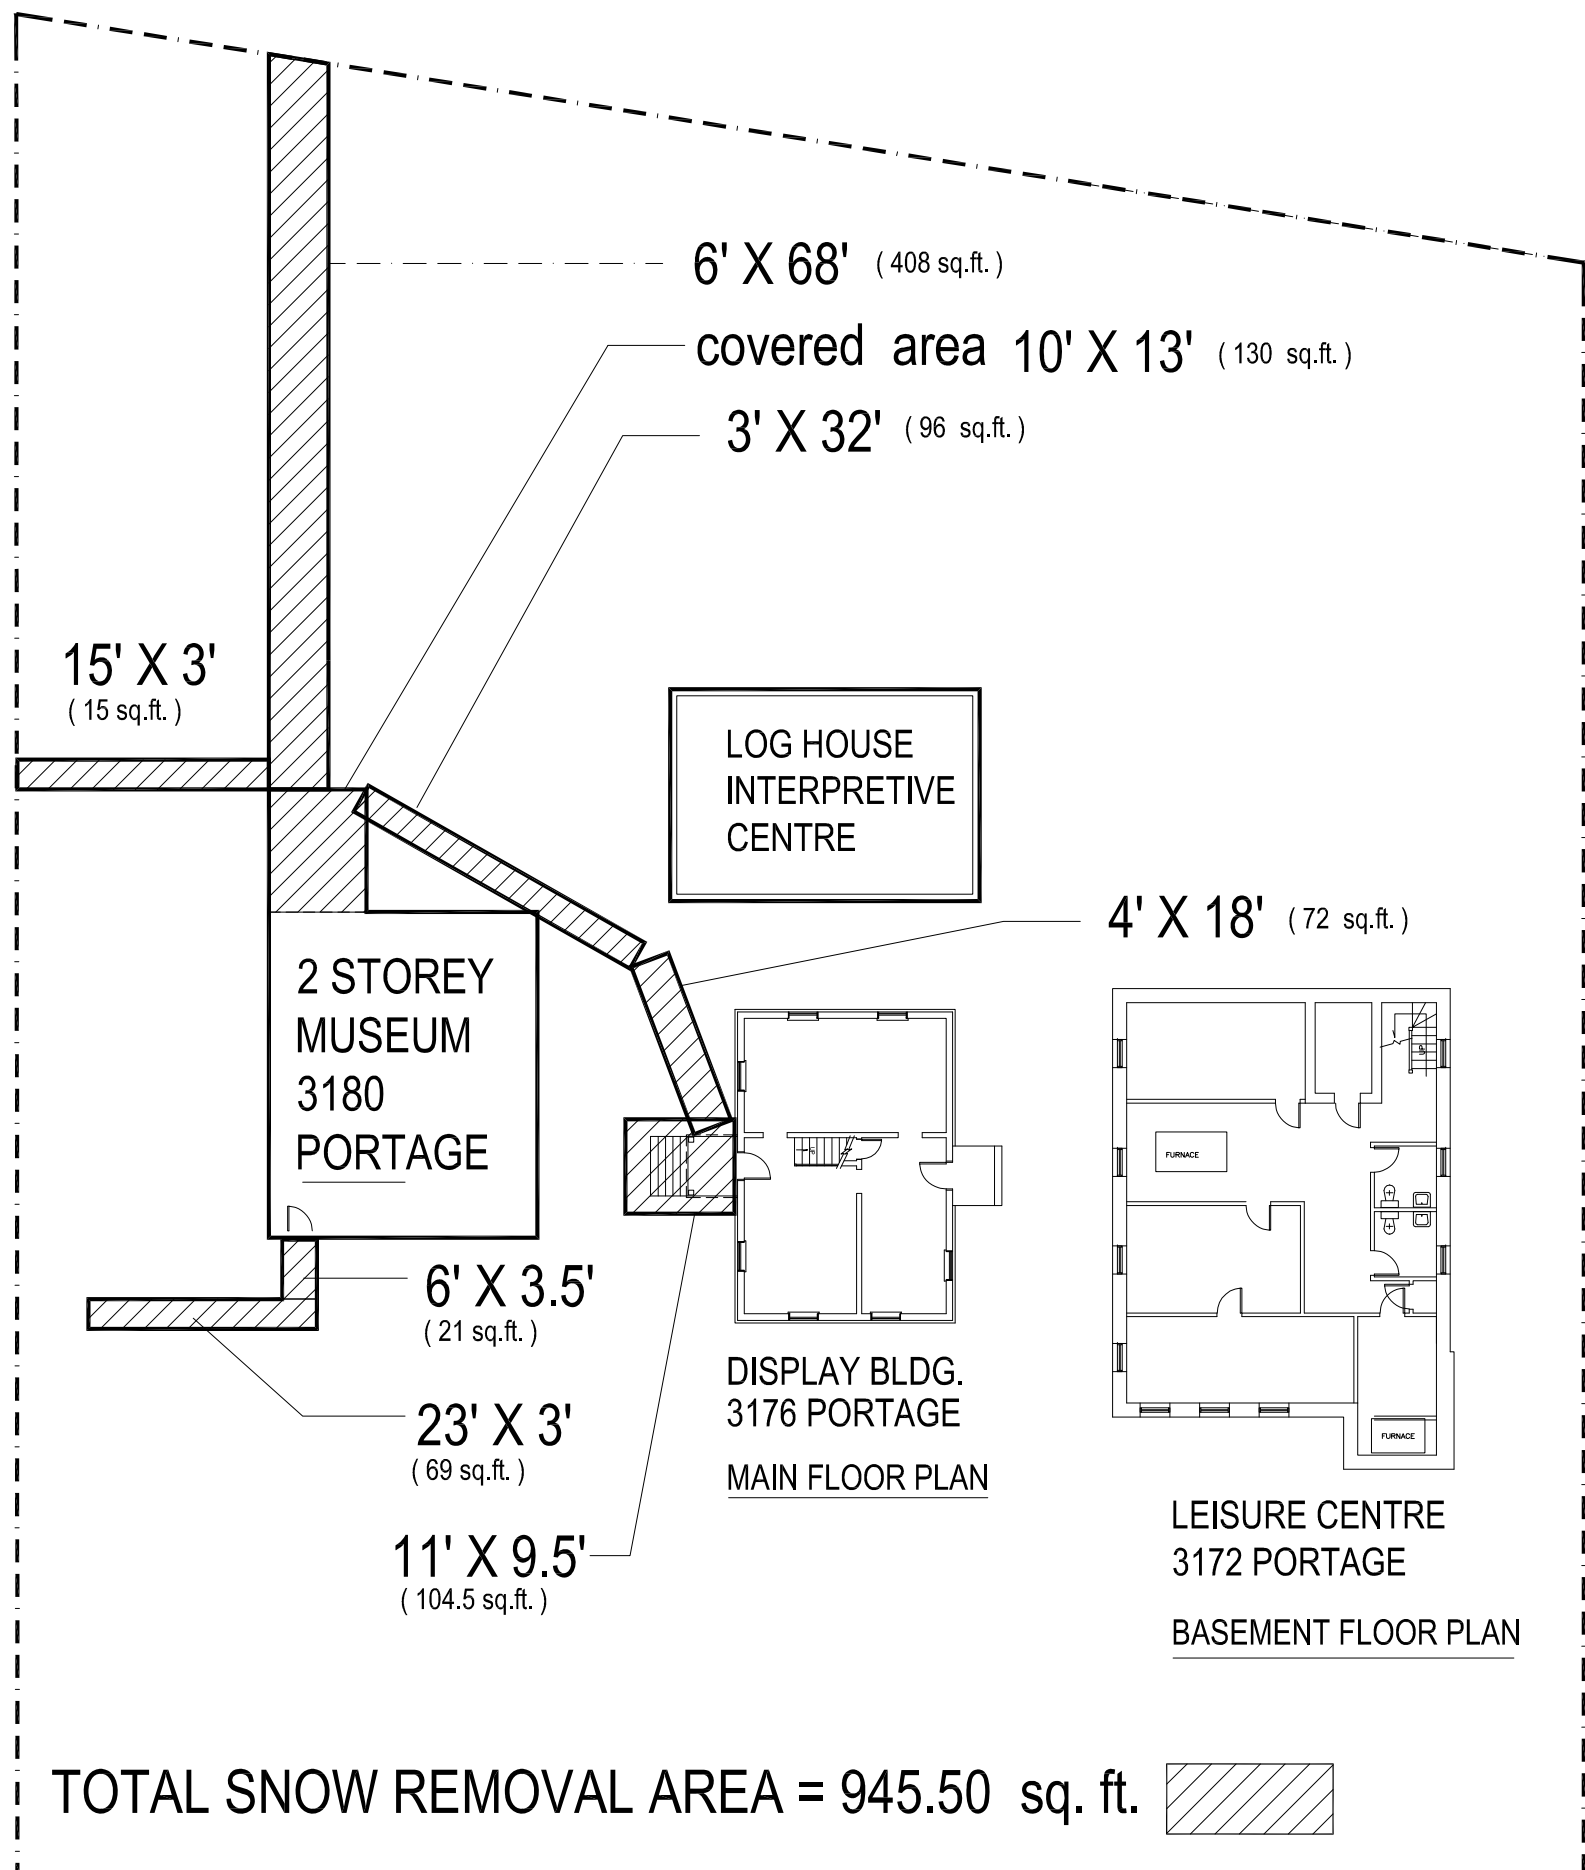 6' X 68' ( 408 sq.ft. )
covered area 10' X 13' ( 130 sq.ft. )
3' X 32' ( 96 sq.ft. )
15' X 3'
( 15 sq.ft. )
LOG HOUSE
INTERPRETIVE
CENTRE
4' X 18' ( 72 sq.ft. )
2 STOREY
MUSEUM
3180
PORTAGE
UP
UP
FURNACE
6' X 3.5'
( 21 sq.ft. )
DISPLAY BLDG.
3176 PORTAGE
MAIN FLOOR PLAN
23' X 3'
( 69 sq.ft. )
FURNACE
11' X 9.5'
( 104.5 sq.ft. )
LEISURE CENTRE
3172 PORTAGE
BASEMENT FLOOR PLAN
TOTAL SNOW REMOVAL AREA = 945.50 sq. ft.